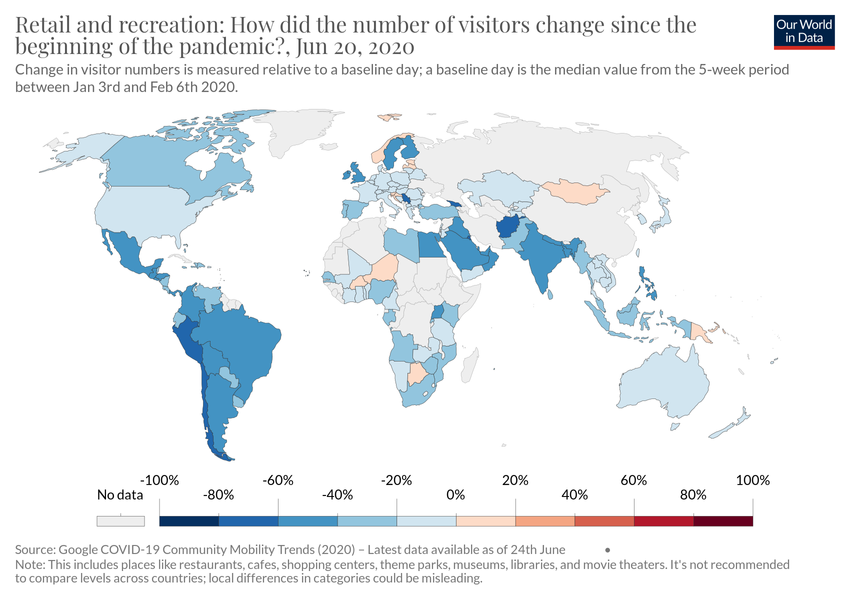 Retail and recreation: How did the number of visitors change since the
beginning of the pandemic?, Jun 20, 2020
Our World
in Data
Change in visitor numbers is measured relative to a baseline day; a baseline day is the median value from the 5-week period
between Jan 3rd and Feb 6th 2020.
-100% -60% -20% 20% 60% 100%
No data -80% -40% 0% 40% 80%
Source: Google COVID-19 Community Mobility Trends (2020) – Latest data available as of 24th June •
Note: This includes places like restaurants, cafes, shopping centers, theme parks, museums, libraries, and movie theaters. It's not recommended
to compare levels across countries; local differences in categories could be misleading.